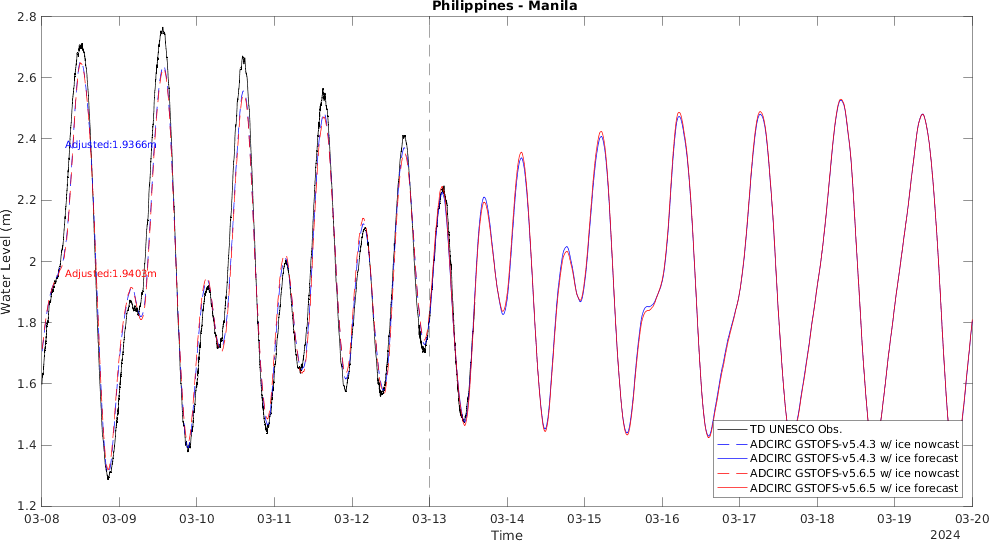 Philippines - Manila
2.8
2.6
2.4
2.2
2
1.8
1.6
1.4
1.2
Water Level (m)
Adjusted:1.9366m
Adjusted:1.9403m
TD UNESCO Obs.
ADCIRC GSTOFS-v5.4.3 w/ ice nowcast
ADCIRC GSTOFS-v5.4.3 w/ ice forecast
ADCIRC GSTOFS-v5.6.5 w/ ice nowcast
ADCIRC GSTOFS-v5.6.5 w/ ice forecast
03-08 03-09 03-10 03-11 03-12 03-13 03-14 03-15 03-16 03-17 03-18 03-19 03-20
Time
2024